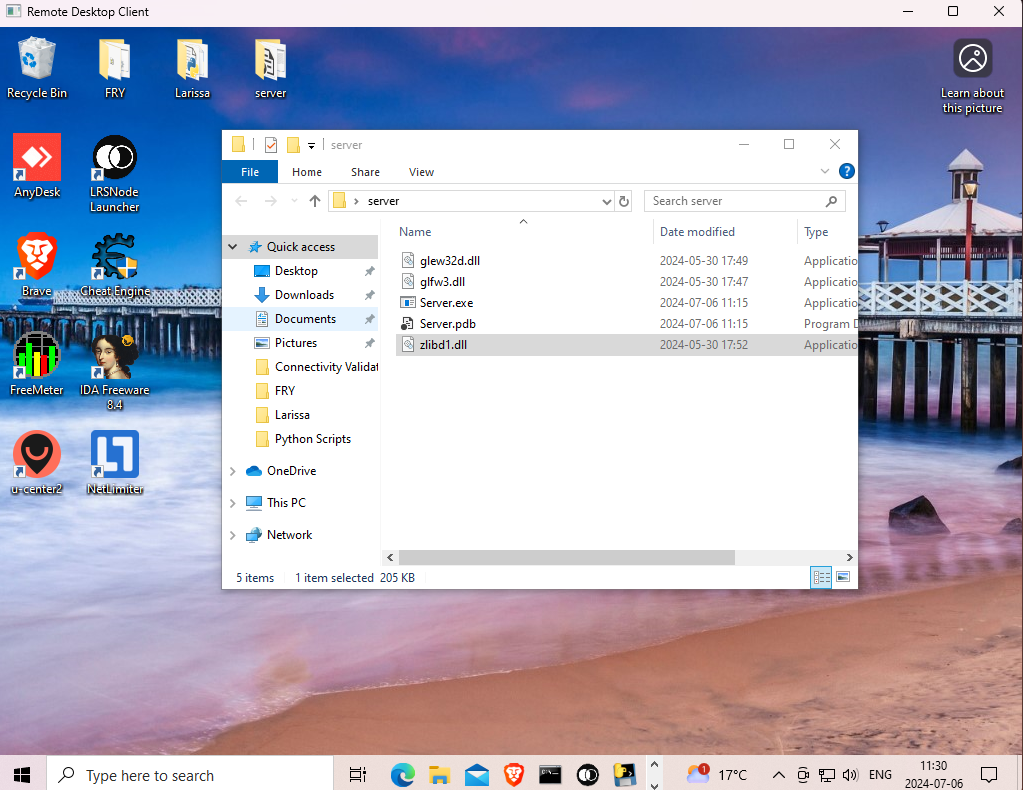 Remote Desktop Client
Recycle Bin
FRY
Larissa
server
Learn about
this picture
AnyDesk
LRSNode
Launcher
Brave
Cheat Engine
FreeMeter
IDA Freeware
8.4
u-center2
NetLimiter
server
File
Home
Share
View
?
server
Search server
Name
Date modified
Type
Quick access
Desktop
Downloads
Documents
Pictures
Connectivity Validat
FRY
Larissa
Python Scripts
OneDrive
This PC
Network
glew32d.dll 2024-05-30 17:49 Applicatio
glfw3.dll 2024-05-30 17:47 Applicatio
Server.exe 2024-07-06 11:15 Applicatio
Server.pdb 2024-07-06 11:15 Program D
zlibd1.dll 2024-05-30 17:52 Applicatio
5 items
1 item selected 205 KB
Type here to search
1
17°C
ENG
11:30
2024-07-06